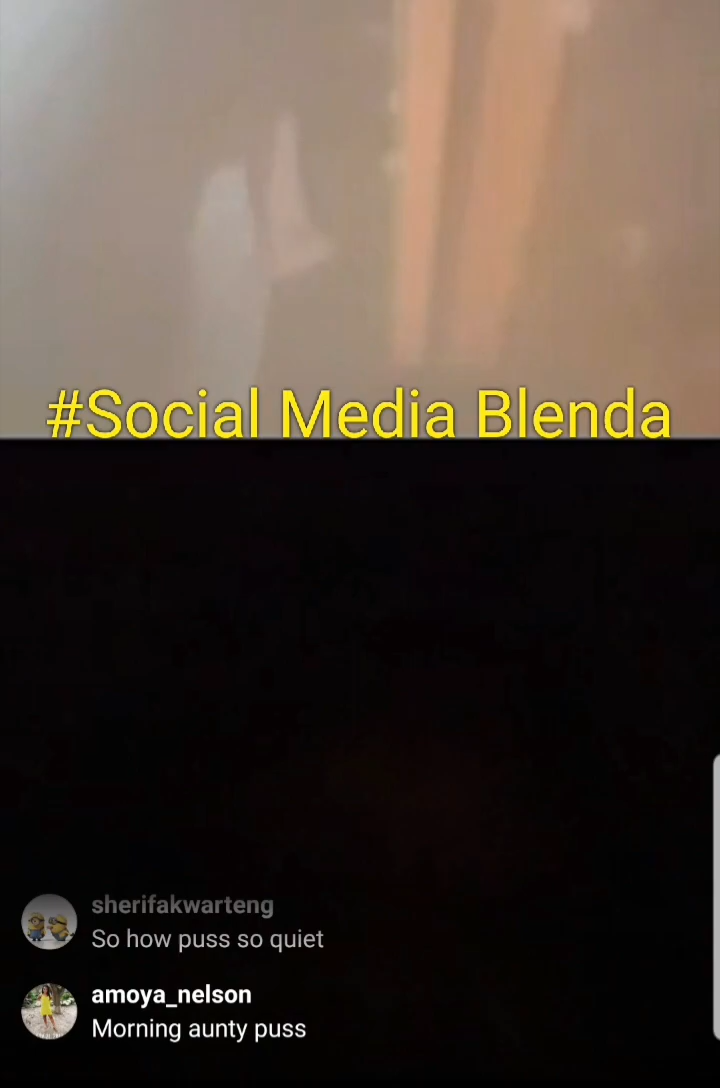 #Social Media Blenda
sherifakwarteng
So how puss so quiet
amoya_nelson
Morning aunty puss